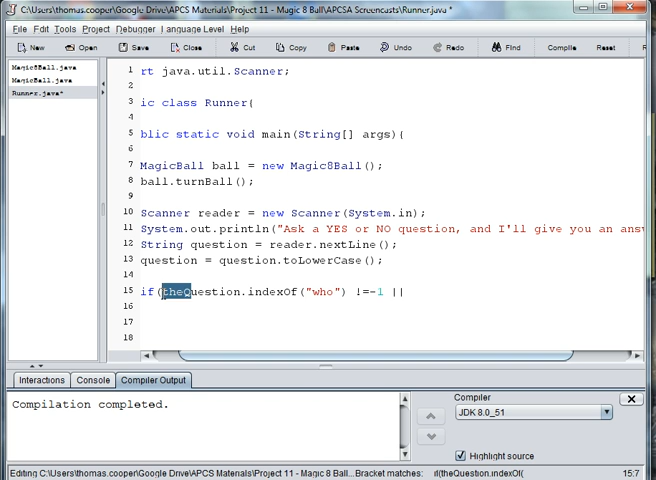 C:\Users\thomas.cooper\Google Drive\APCS Materials\Project 11 - Magic 8 Ball\APCSA Screencasts\Runner.java *
File Edit Tools Project Debugger Language Level Help
New Open Save Close Cut Copy Paste Undo Redo Find Compile Reset
Magic8Ball.java
MagicBall.java
Runner.java*
1 rt java.util.Scanner;
2
3 ic class Runner{
4
5 blic static void main(String[] args){
6
7 MagicBall ball = new Magic8Ball();
8 ball.turnBall();
9
10 Scanner reader = new Scanner(System.in);
11 System.out.println("Ask a YES or NO question, and I'll give you an answ
12 String question = reader.nextLine();
13 question = question.toLowerCase();
14
15 if(theQuestion.indexOf("who") !=-1 ||
16
17
18
Interactions Console Compiler Output
Compilation completed.
Compiler
JDK 8.0_51
Highlight source
Editing C:\Users\thomas.cooper\Google Drive\APCS Materials\Project 11 - Magic 8 Ball...Bracket matches: if(theQuestion.indexOf( 15:7